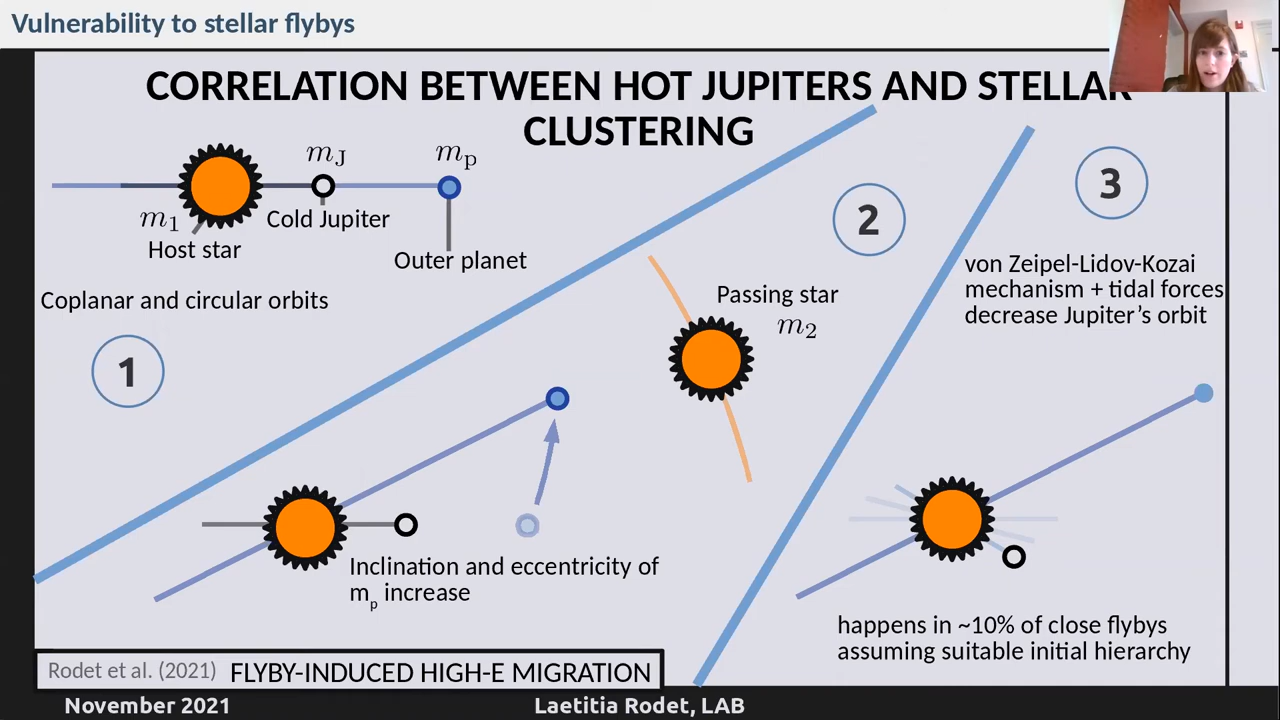 Vulnerability to stellar flybys
CORRELATION BETWEEN HOT JUPITERS AND STELLAR
CLUSTERING
m_J
m_p
m_1
Cold Jupiter
Host star
Outer planet
Coplanar and circular orbits
1
2
Passing star
m_2
Inclination and eccentricity of
m_p increase
3
von Zeipel-Lidov-Kozai
mechanism + tidal forces
decrease Jupiter’s orbit
happens in ~10% of close flybys
assuming suitable initial hierarchy
Rodet et al. (2021) FLYBY-INDUCED HIGH-E MIGRATION
November 2021
Laetitia Rodet, LAB